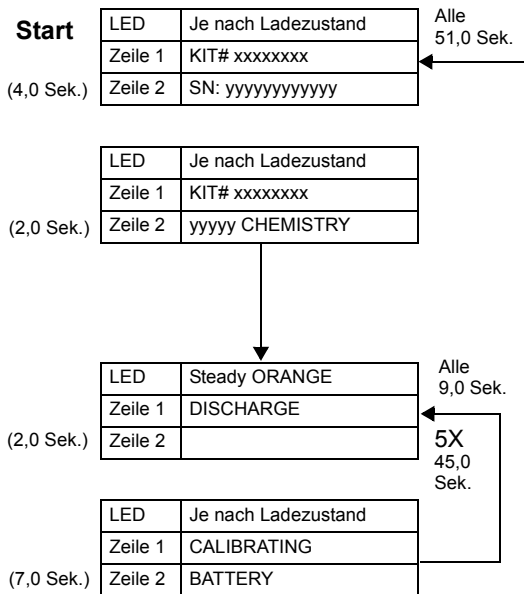 Start
LED Je nach Ladezustand
Zeile 1 KIT# xxxxxxxx
(4,0 Sek.) Zeile 2 SN: yyyyyyyyyyyy
Alle
51,0 Sek.
LED Je nach Ladezustand
Zeile 1 KIT# xxxxxxxx
(2,0 Sek.) Zeile 2 yyyyy CHEMISTRY
LED Steady ORANGE
Zeile 1 DISCHARGE
(2,0 Sek.) Zeile 2
Alle
9,0 Sek.
5X
45,0
Sek.
LED Je nach Ladezustand
Zeile 1 CALIBRATING
(7,0 Sek.) Zeile 2 BATTERY